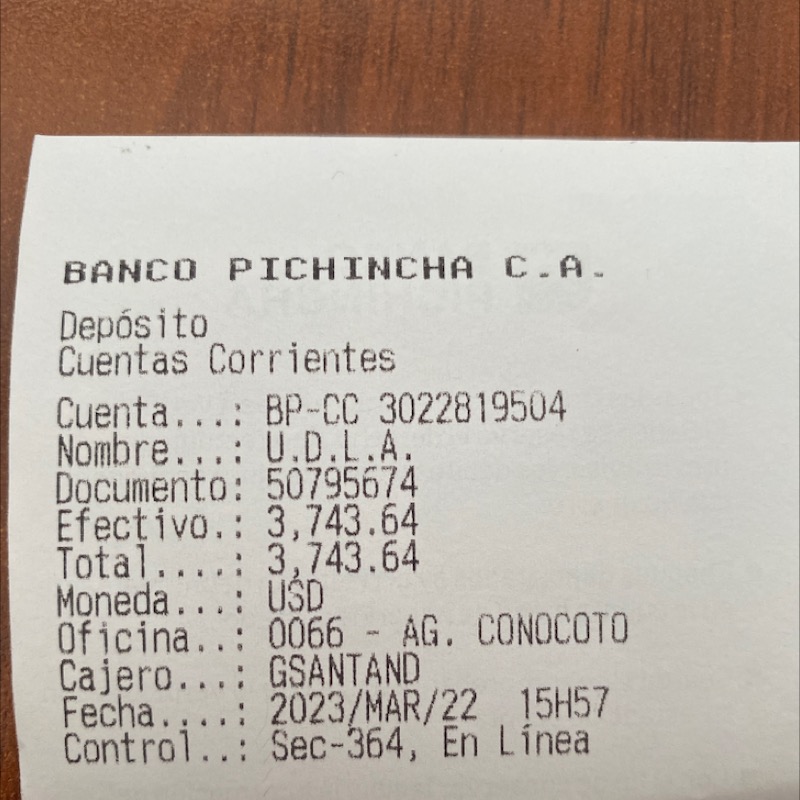 BANCO PICHINCHA C.A.
Depósito
Cuentas Corrientes
Cuenta...: BP-CC 3022819504
Nombre...: U.D.L.A.
Documento: 50795674
Efectivo.: 3,743.64
Total....: 3,743.64
Moneda...: USD
Oficina..: 0066 - AG. CONOCOTO
Cajero...: GSANTAND
Fecha....: 2023/MAR/22 15H57
Control..: Sec-364, En Línea